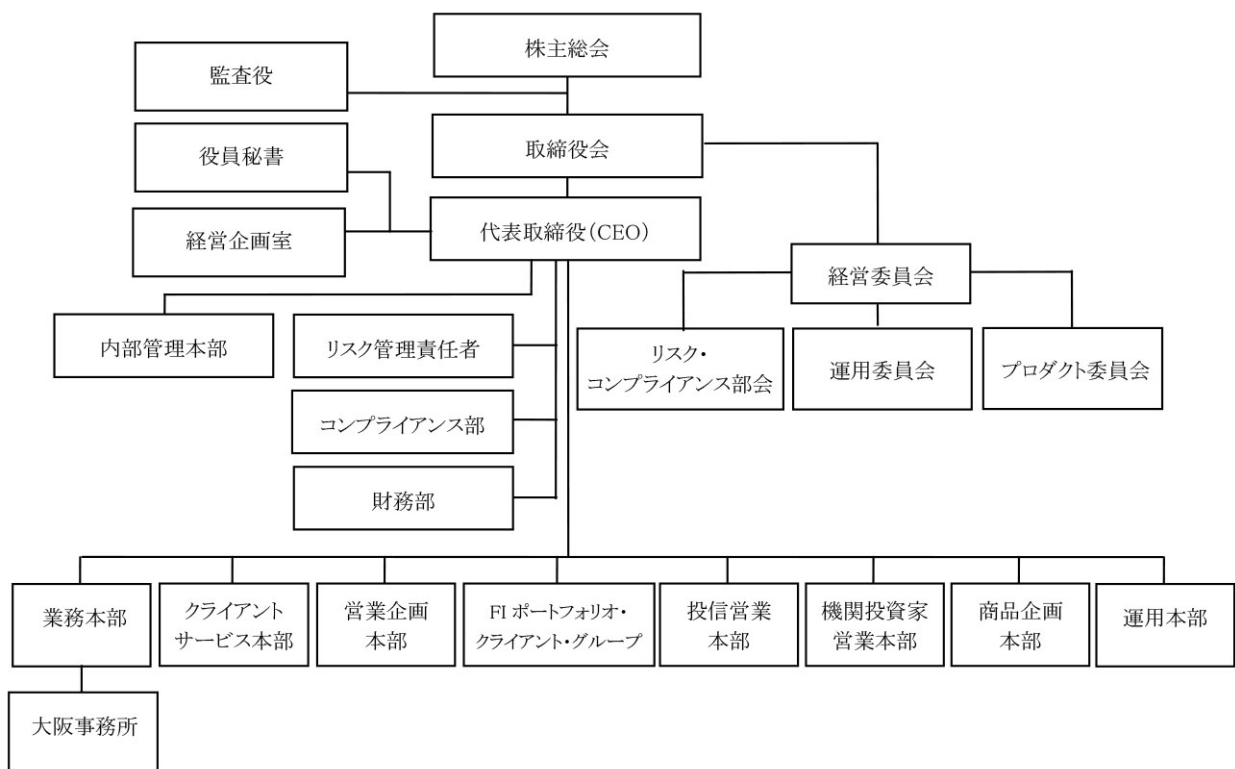 株主総会
監査役
取締役会
役員秘書
代表取締役(CEO)
経営企画室
経営委員会
内部管理本部
リスク管理責任者
リスク・
コンプライアンス部会
運用委員会
プロダクト委員会
コンプライアンス部
財務部
業務本部
クライアント
サービス本部
営業企画
本部
FI ポートフォリオ・
クライアント・グループ
投信営業
本部
機関投資家
営業本部
商品企画
本部
運用本部
大阪事務所